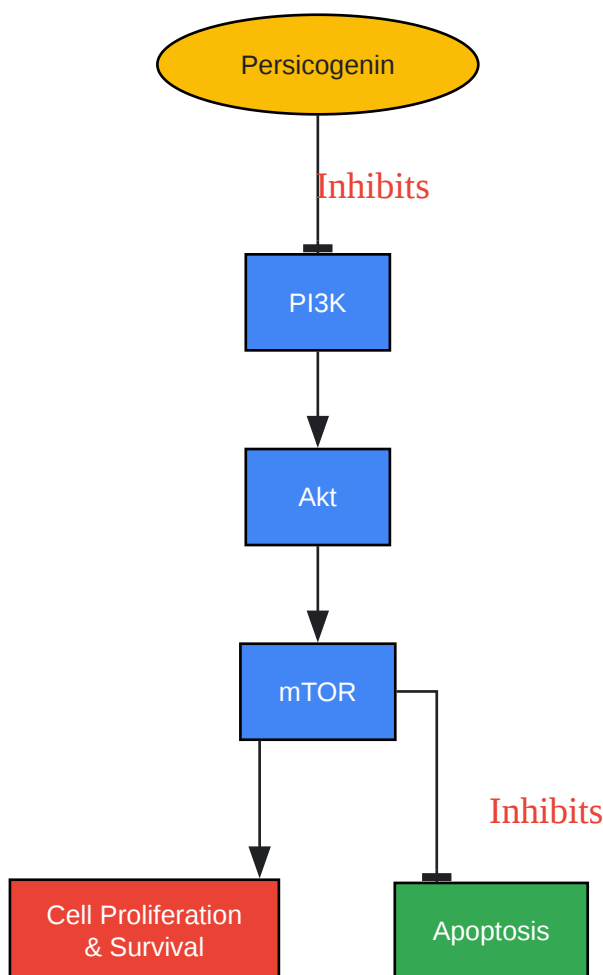 Persicogenin
Inhibits
PI3K
Akt
mTOR
Inhibits
Cell Proliferation
& Survival
Apoptosis